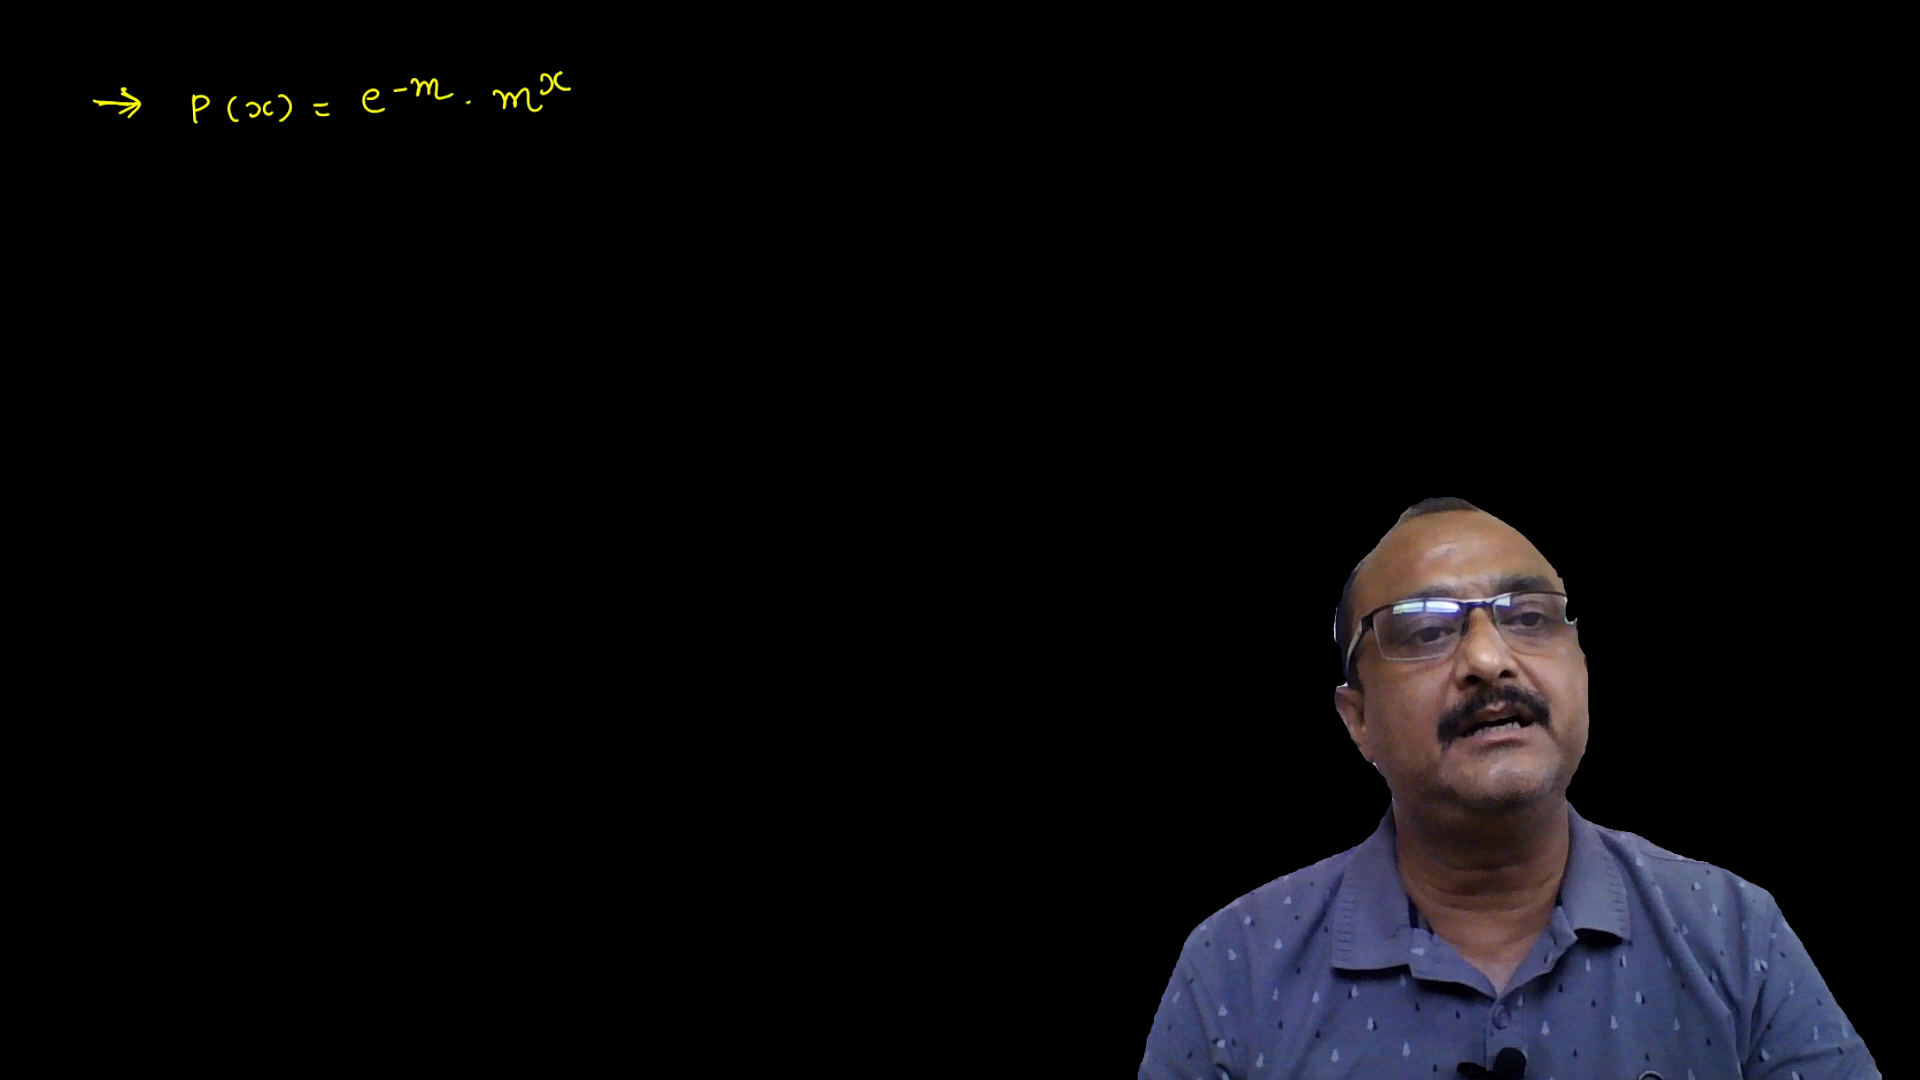 → P(x) = e^-m . m^x